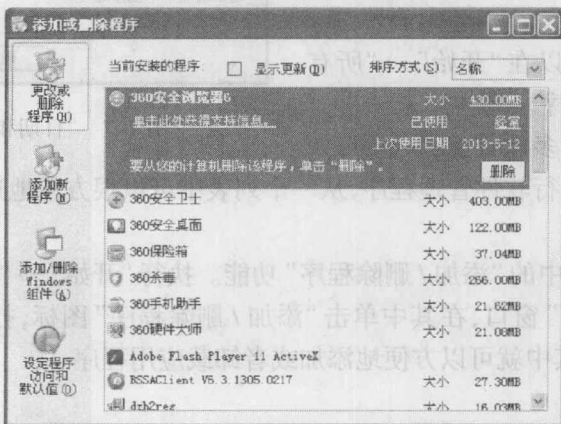 添加或删除程序
当前安装的程序 显示更新(D) 排序方式(S) 名称
更改或
删除
程序(H)
添加新
程序(N)
添加/删除
Windows
组件(A)
设定程序
访问和
默认值(O)
360安全浏览器6 大小 430.00MB
单击此处获得支持信息。 已使用 经常
上次使用日期 2013-5-12
要从您的计算机删除该程序，单击“删除”。 删除
360安全卫士 大小 403.00MB
360安全桌面 大小 122.00MB
360保险箱 大小 37.04MB
360杀毒 大小 266.00MB
360手机助手 大小 21.62MB
360硬件大师 大小 21.08MB
Adobe Flash Player 11 ActiveX
BSSAClient V5.3.1305.0217 大小 27.30MB
大小 16.03MB